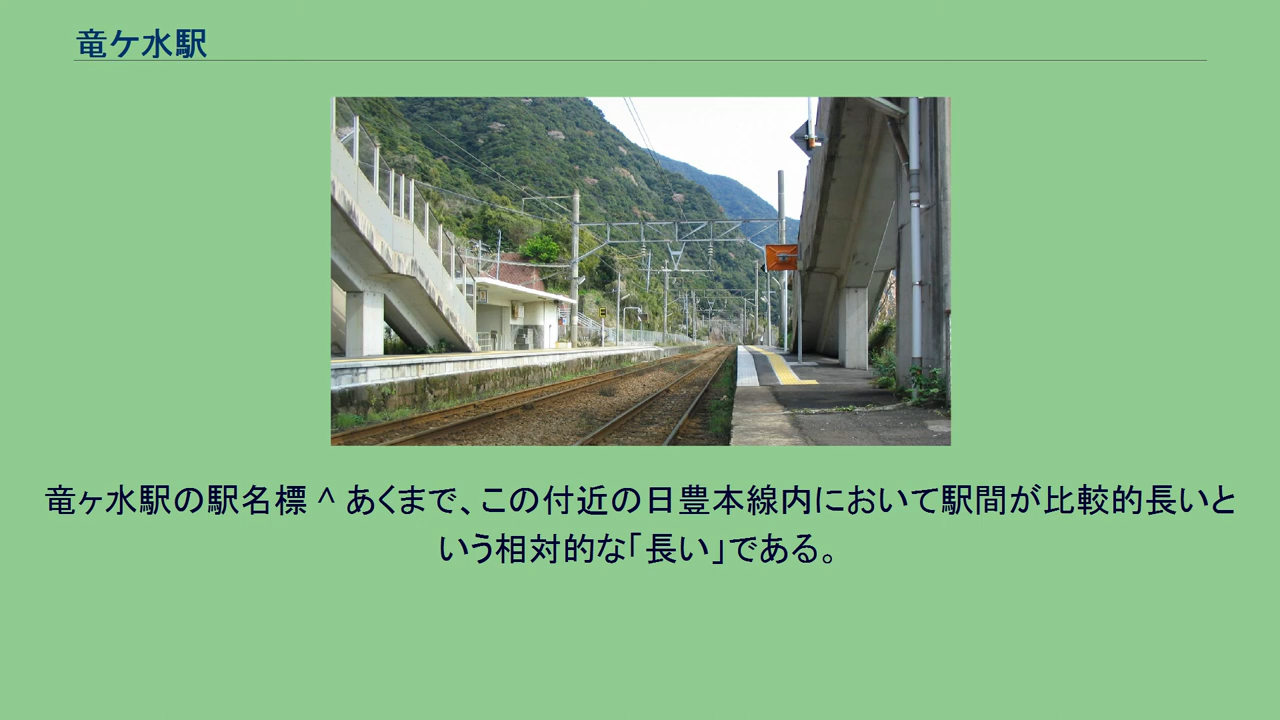 竜ケ水駅
竜ヶ水駅の駅名標 ^ あくまで、この付近の日豊本線内において駅間が比較的長いと
いう相対的な「長い」である。